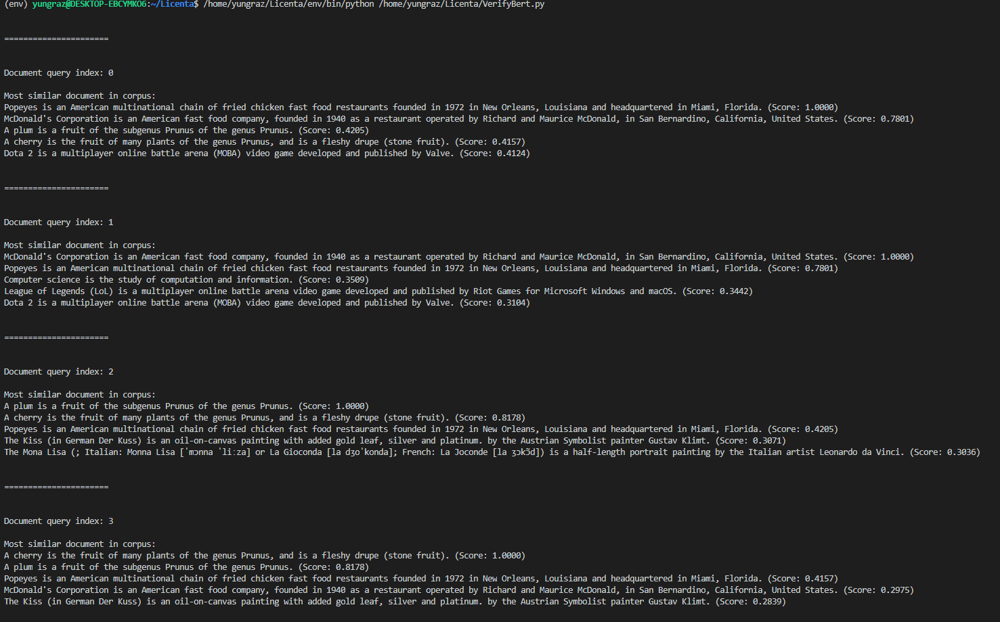 (env) yungraz@DESKTOP-EBCYMKO6:~/Licenta$ /home/yungraz/Licenta/env/bin/python /home/yungraz/Licenta/VerifyBert.py
======================
Document query index: 0
Most similar document in corpus:
Popeyes is an American multinational chain of fried chicken fast food restaurants founded in 1972 in New Orleans, Louisiana and headquartered in Miami, Florida. (Score: 1.0000)
McDonald's Corporation is an American fast food company, founded in 1940 as a restaurant operated by Richard and Maurice McDonald, in San Bernardino, California, United States. (Score: 0.7801)
A plum is a fruit of the subgenus Prunus of the genus Prunus. (Score: 0.4205)
A cherry is the fruit of many plants of the genus Prunus, and is a fleshy drupe (stone fruit). (Score: 0.4157)
Dota 2 is a multiplayer online battle arena (MOBA) video game developed and published by Valve. (Score: 0.4124)
======================
Document query index: 1
Most similar document in corpus:
McDonald's Corporation is an American fast food company, founded in 1940 as a restaurant operated by Richard and Maurice McDonald, in San Bernardino, California, United States. (Score: 1.0000)
Popeyes is an American multinational chain of fried chicken fast food restaurants founded in 1972 in New Orleans, Louisiana and headquartered in Miami, Florida. (Score: 0.7801)
Computer science is the study of computation and information. (Score: 0.3509)
League of Legends (LoL) is a multiplayer online battle arena video game developed and published by Riot Games for Microsoft Windows and macOS. (Score: 0.3442)
Dota 2 is a multiplayer online battle arena (MOBA) video game developed and published by Valve. (Score: 0.3104)
======================
Document query index: 2
Most similar document in corpus:
A plum is a fruit of the subgenus Prunus of the genus Prunus. (Score: 1.0000)
A cherry is the fruit of many plants of the genus Prunus, and is a fleshy drupe (stone fruit). (Score: 0.8178)
Popeyes is an American multinational chain of fried chicken fast food restaurants founded in 1972 in New Orleans, Louisiana and headquartered in Miami, Florida. (Score: 0.4205)
The Kiss (in German Der Kuss) is an oil-on-canvas painting with added gold leaf, silver and platinum. by the Austrian Symbolist painter Gustav Klimt. (Score: 0.3071)
The Mona Lisa (; Italian: Monna Lisa [ˈmɔnna ˈliːza] or La Gioconda [la dʒoˈkonda]; French: La Joconde [la ʒɔkɔ̃d]) is a half-length portrait painting by the Italian artist Leonardo da Vinci. (Score: 0.3036)
======================
Document query index: 3
Most similar document in corpus:
A cherry is the fruit of many plants of the genus Prunus, and is a fleshy drupe (stone fruit). (Score: 1.0000)
A plum is a fruit of the subgenus Prunus of the genus Prunus. (Score: 0.8178)
Popeyes is an American multinational chain of fried chicken fast food restaurants founded in 1972 in New Orleans, Louisiana and headquartered in Miami, Florida. (Score: 0.4157)
McDonald's Corporation is an American fast food company, founded in 1940 as a restaurant operated by Richard and Maurice McDonald, in San Bernardino, California, United States. (Score: 0.2975)
The Kiss (in German Der Kuss) is an oil-on-canvas painting with added gold leaf, silver and platinum. by the Austrian Symbolist painter Gustav Klimt. (Score: 0.2839)